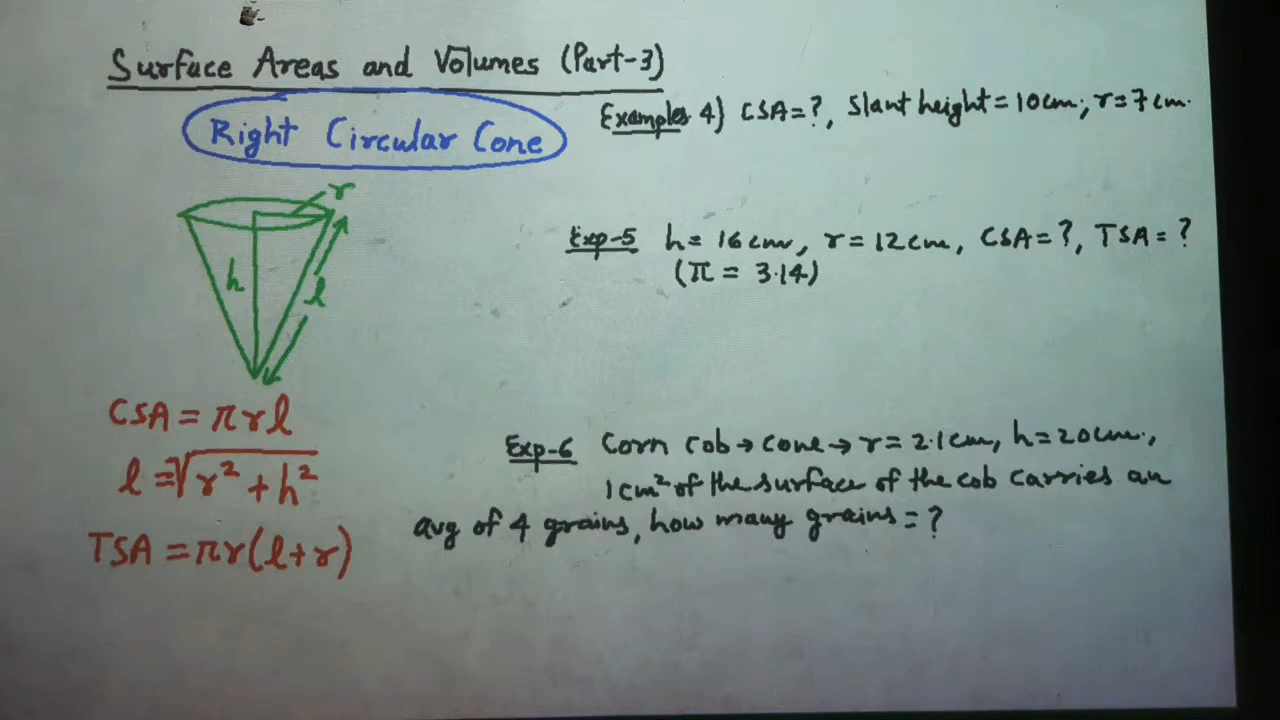 Surface Areas and Volumes (Part-3)
Right Circular Cone
Examples 4) CSA=?, Slant height=10cm, r=7cm.
r
h
l
Exp-5 h= 16cm, r=12cm, CSA=?, TSA=?
(π = 3.14)
CSA=πrl
l=√r²+h²
TSA=πr(l+r)
Exp-6 Corn cob→cone→r=2.1cm, h=20cm.,
1cm² of the surface of the cob carries an
avg of 4 grains, how many grains=?